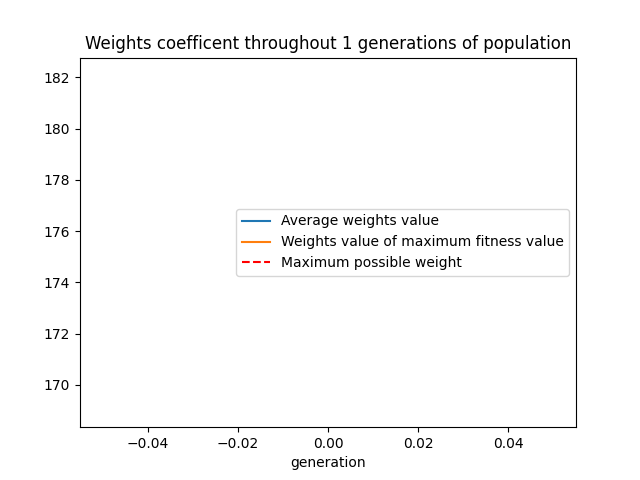 Weights coefficent throughout 1 generations of population
182
180
178
176
174
172
170
Average weights value
Weights value of maximum fitness value
Maximum possible weight
−0.04 −0.02 0.00 0.02 0.04
generation